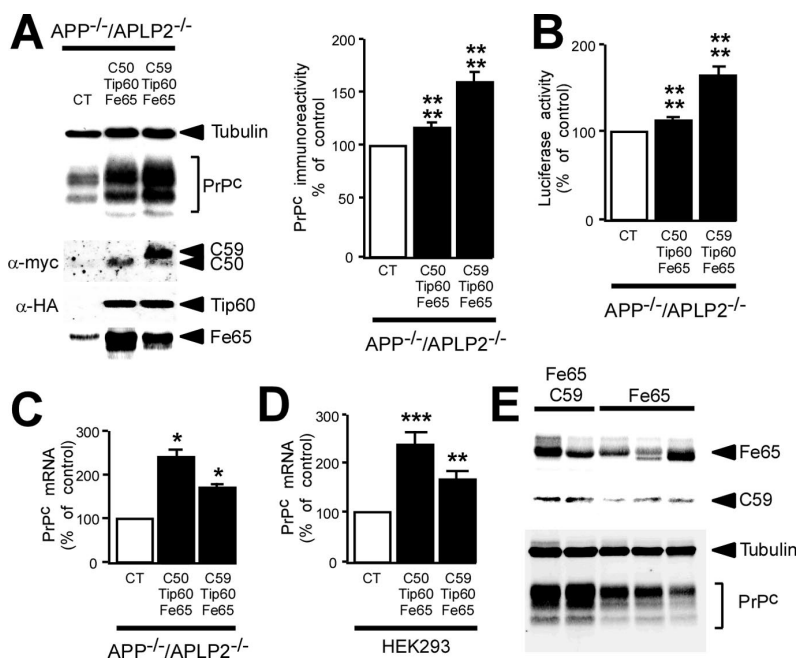 A
APP-/-/APLP2-/-
CT
C50
Tip60
Fe65
C59
Tip60
Fe65
Tubulin
PrPc
α-myc
C59
C50
α-HA
Tip60
Fe65
PrPc immunoreactivity
% of control
200
150
100
50
0
**
**
**
**
CT
C50
Tip60
Fe65
C59
Tip60
Fe65
APP-/-/APLP2-/-
B
Luciferase activity
(% of control)
200
100
0
**
**
**
**
CT
C50
Tip60
Fe65
C59
Tip60
Fe65
APP-/-/APLP2-/-
C
PrPc mRNA
(% of control)
300
200
100
0
*
*
CT
C50
Tip60
Fe65
C59
Tip60
Fe65
APP-/-/APLP2-/-
D
PrPc mRNA
(% of control)
300
200
100
0
***
**
CT
C50
Tip60
Fe65
C59
Tip60
Fe65
HEK293
E
Fe65
C59
Fe65
Fe65
C59
Tubulin
PrPc